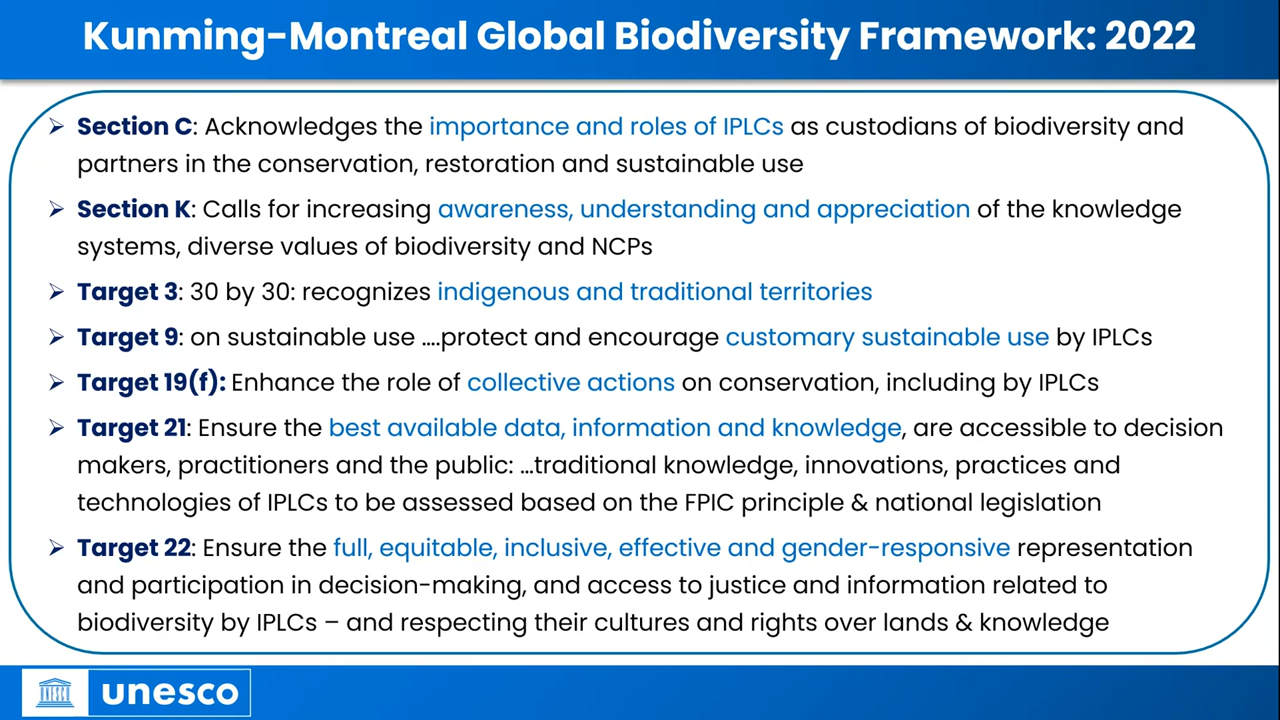 Kunming-Montreal Global Biodiversity Framework: 2022
➢ Section C: Acknowledges the importance and roles of IPLCs as custodians of biodiversity and
partners in the conservation, restoration and sustainable use
➢ Section K: Calls for increasing awareness, understanding and appreciation of the knowledge
systems, diverse values of biodiversity and NCPs
➢ Target 3: 30 by 30: recognizes indigenous and traditional territories
➢ Target 9: on sustainable use ....protect and encourage customary sustainable use by IPLCs
➢ Target 19(f): Enhance the role of collective actions on conservation, including by IPLCs
➢ Target 21: Ensure the best available data, information and knowledge, are accessible to decision
makers, practitioners and the public: ...traditional knowledge, innovations, practices and
technologies of IPLCs to be assessed based on the FPIC principle & national legislation
➢ Target 22: Ensure the full, equitable, inclusive, effective and gender-responsive representation
and participation in decision-making, and access to justice and information related to
biodiversity by IPLCs – and respecting their cultures and rights over lands & knowledge
unesco